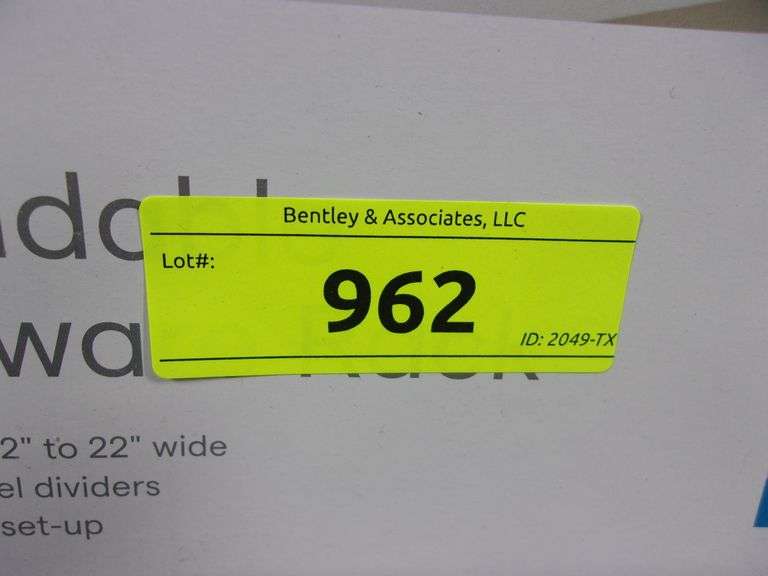 Bentley & Associates, LLC
Lot#:
962
ID: 2049-TX
2" to 22" wide
el dividers
set-up